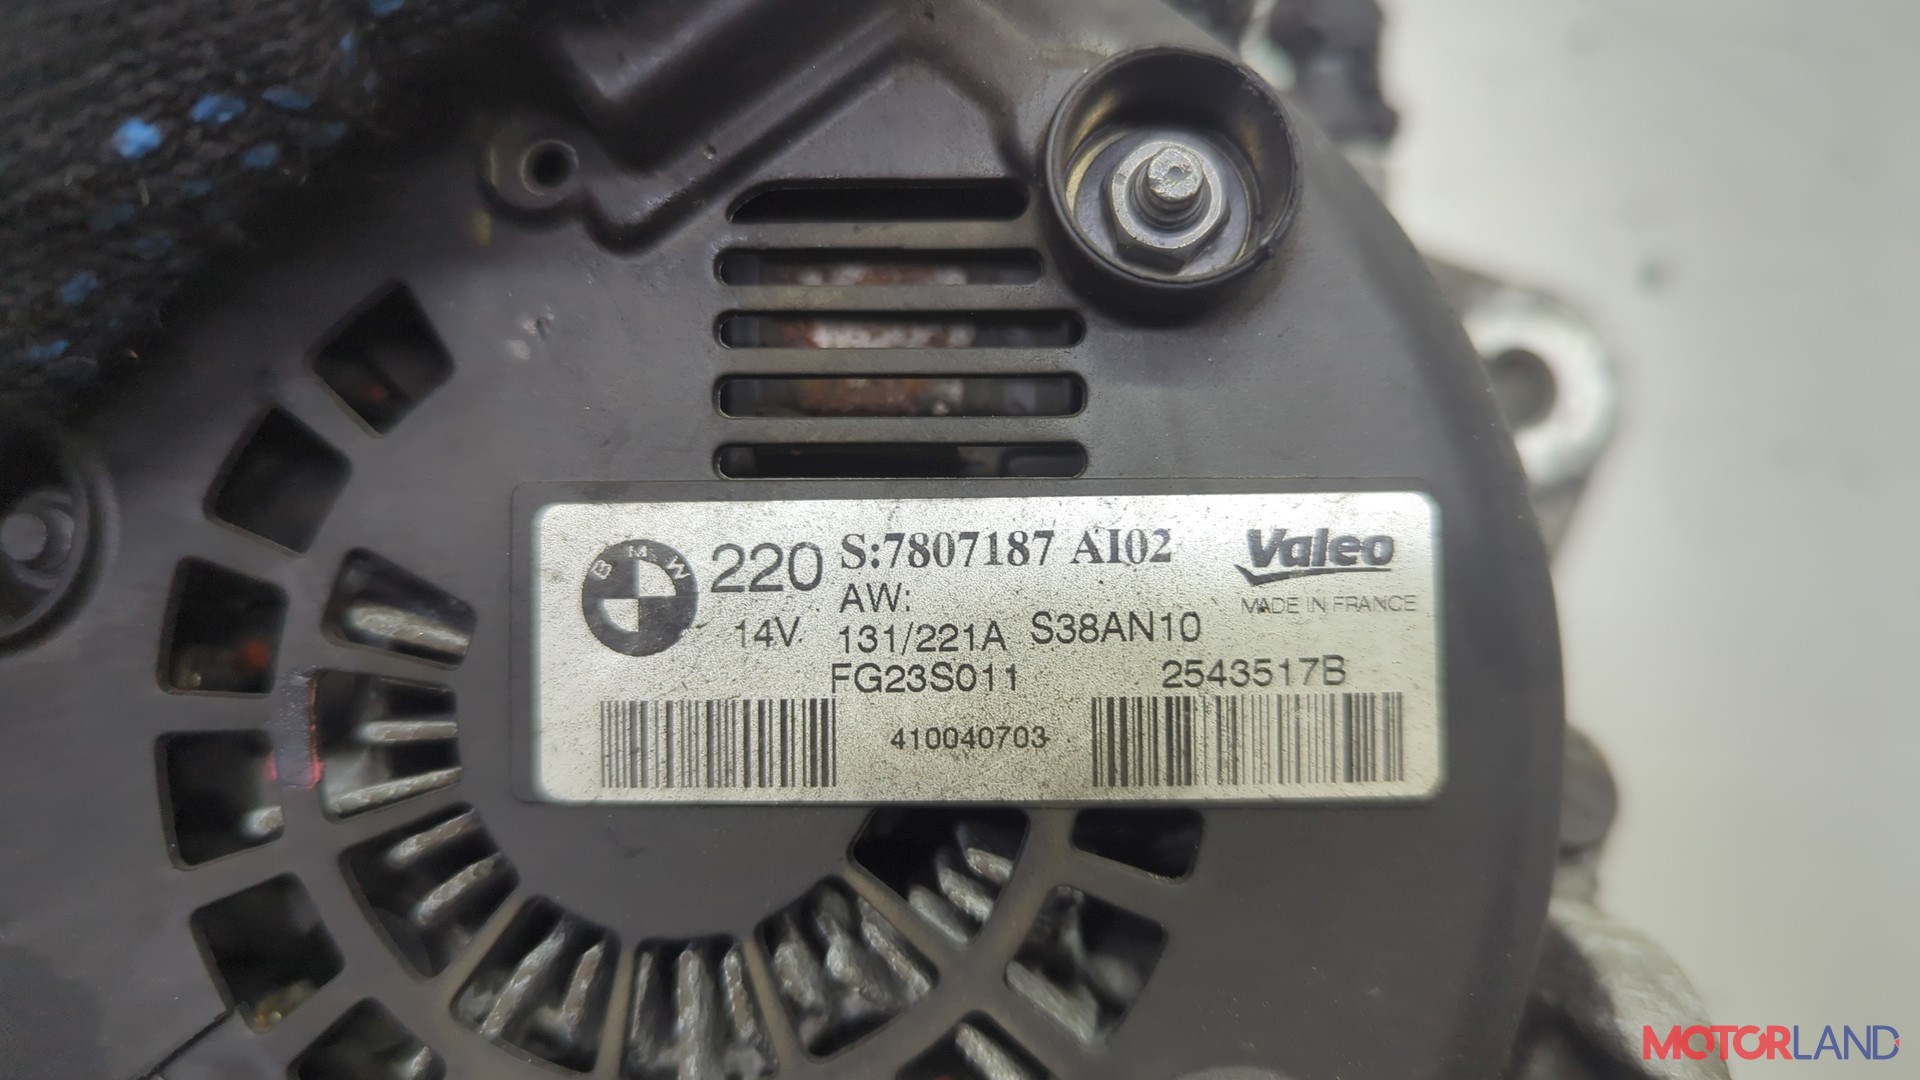 BMW 220 S:7807187 AI02 Valeo
AW: MADE IN FRANCE
14V 131/221A S38AN10
FG23S011 2543517B
410040703
MOTORLAND